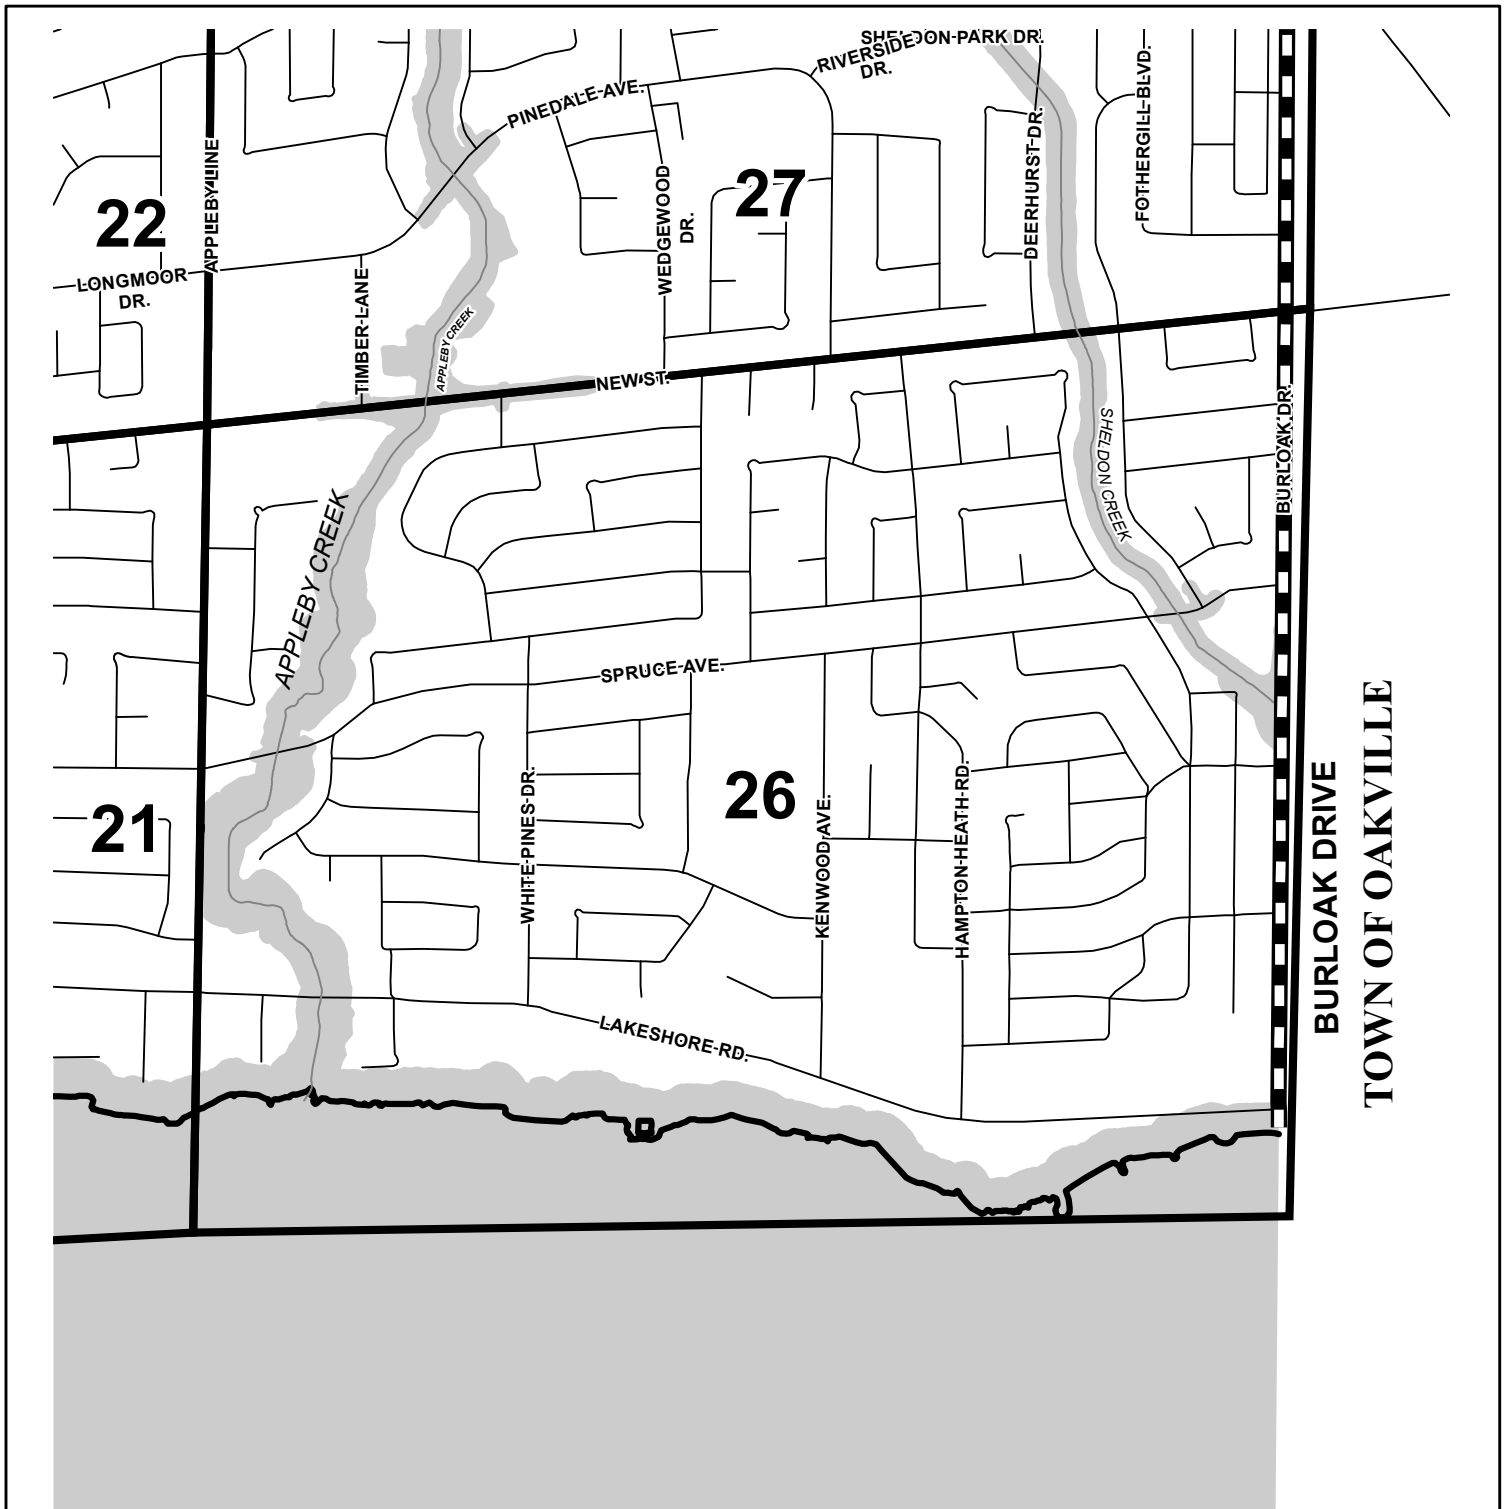 SHELDON-PARK DR.
RIVERSIDE
DR.
PINEDALE-AVE.
FOTHERGILL-BLVD.
DEERHURST-DR.
APPLEBY-LINE
WEDGEWOOD
DR.
27
22
LONGMOOR
DR.
TIMBER-LANE
APPLEBY CREEK
NEW ST.
BURLOAK-DR.
SHELDON CREEK
APPLEBY CREEK
SPRUCE-AVE.
26
21
WHITE-PINES-DR.
KENWOOD-AVE.
HAMPTON-HEATH-RD.
BURLOAK DRIVE
TOWN OF OAKVILLE
LAKESHORE-RD.